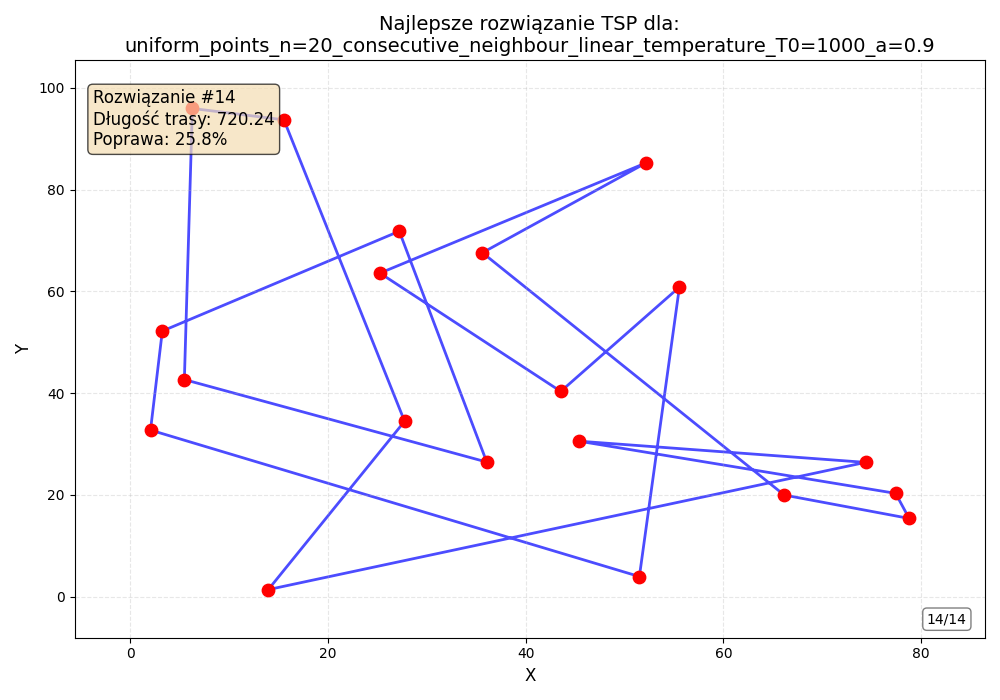 Najlepsze rozwiązanie TSP dla:
uniform_points_n=20_consecutive_neighbour_linear_temperature_T0=1000_a=0.9
Rozwiązanie #14
Długość trasy: 720.24
Poprawa: 25.8%
100
80
60
40
20
0
Y
14/14
0
20
40
60
80
X